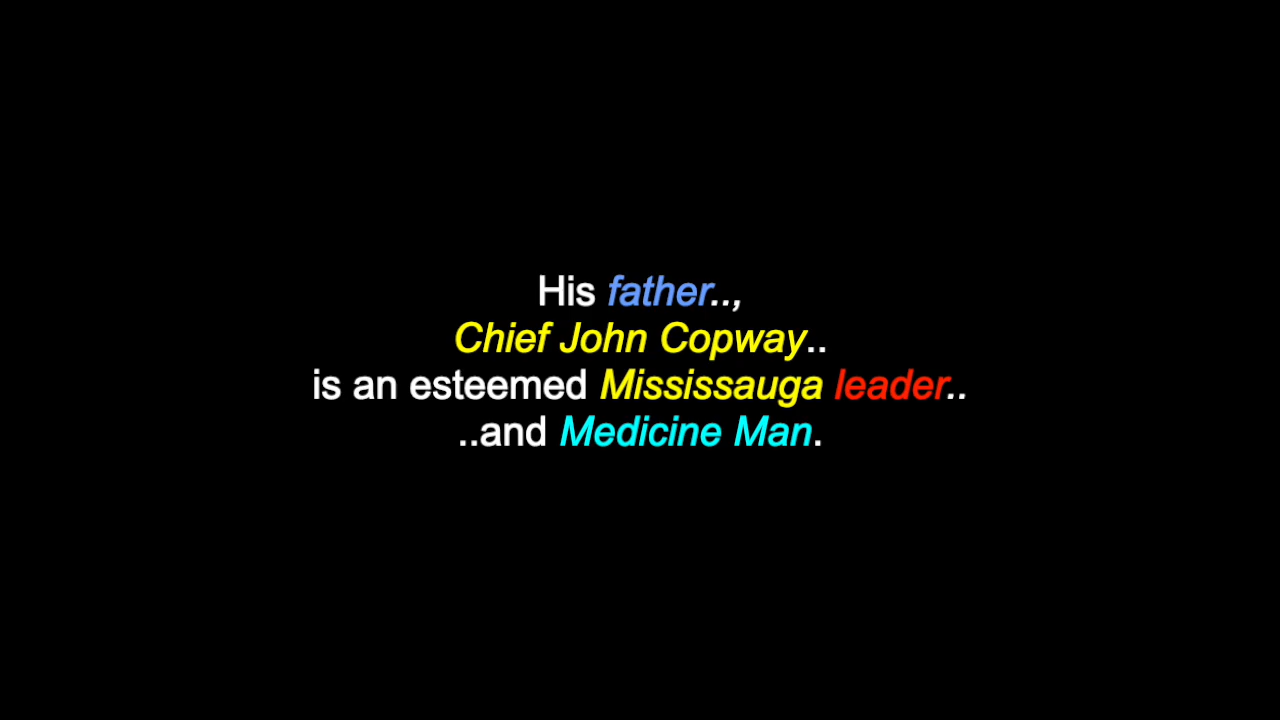 His father..,
Chief John Copway..
is an esteemed Mississauga leader..
..and Medicine Man.